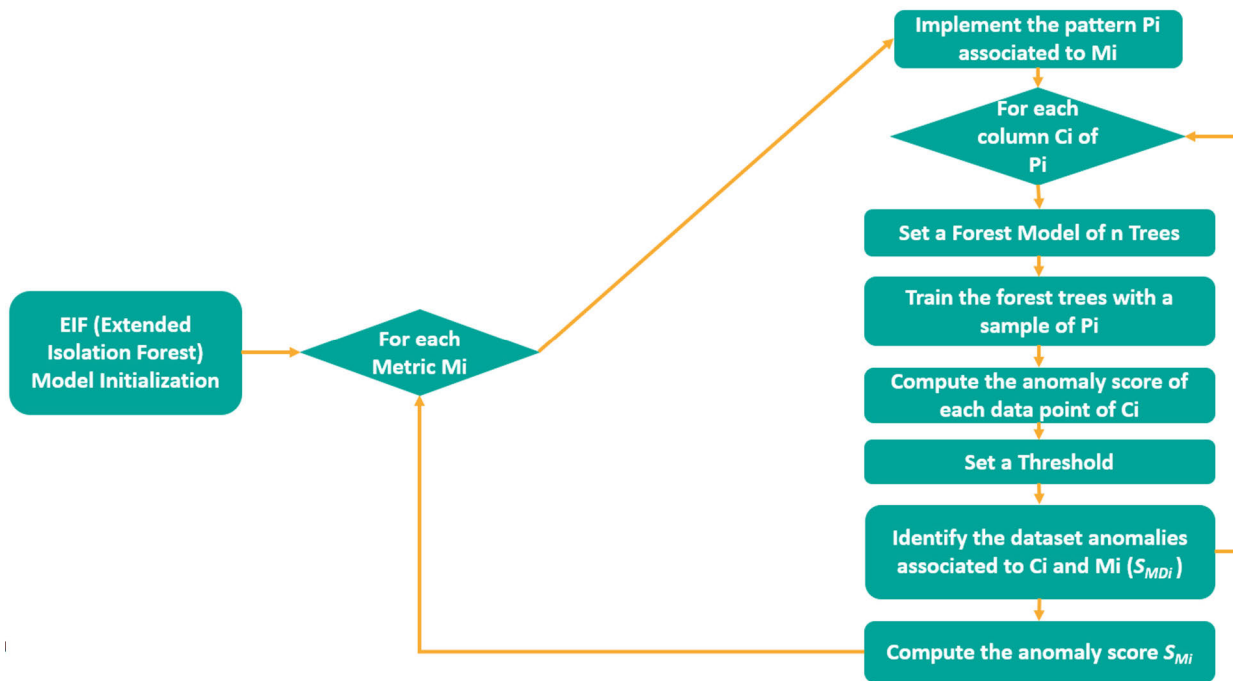 EIF (Extended
Isolation Forest)
Model Initialization
For each
Metric Mi
Implement the pattern Pi
associated to Mi
For each
column Ci of
Pi
Set a Forest Model of n Trees
Train the forest trees with a
sample of Pi
Compute the anomaly score of
each data point of Ci
Set a Threshold
Identify the dataset anomalies
associated to Ci and Mi (S_MDi)
Compute the anomaly score S_Mi